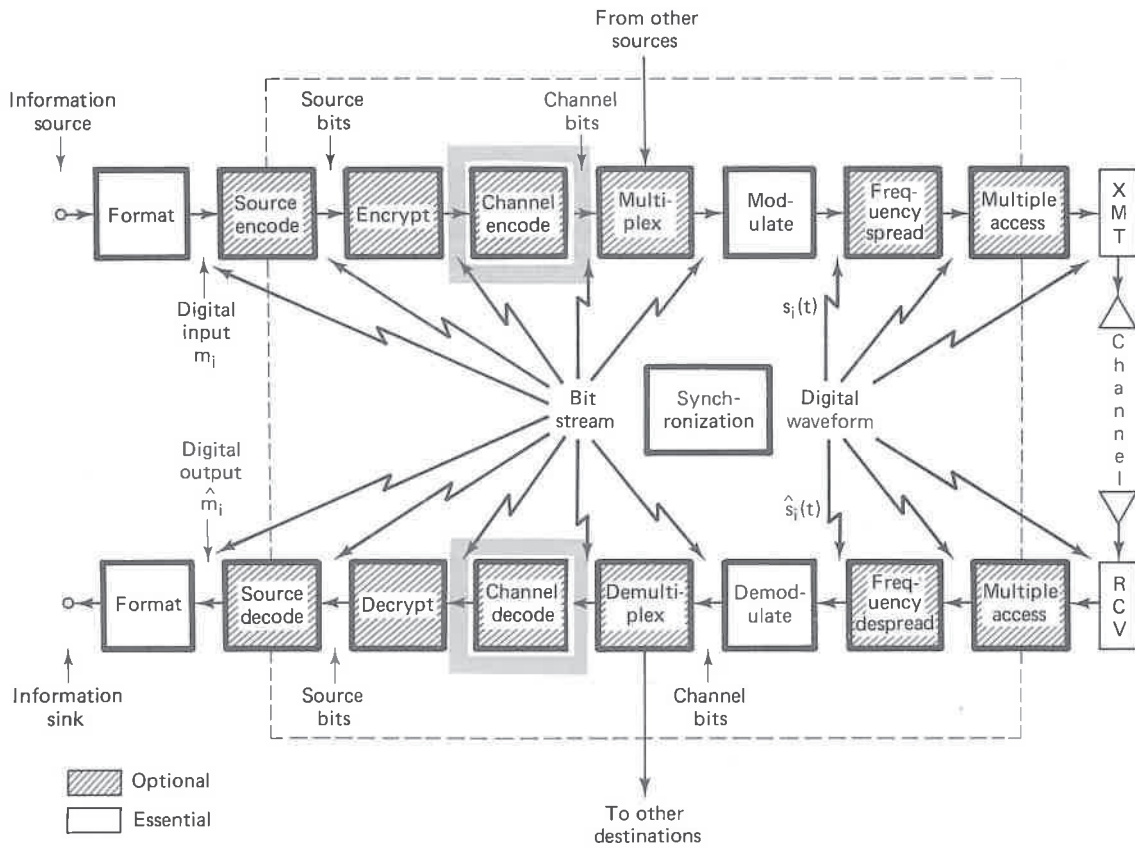 From other
sources
Information
source
Source
bits
Channel
bits
Format
Source
encode
Encrypt
Channel
encode
Multi-
plex
Mod-
ulate
Freq-
uency
spread
Multiple
access
X
M
T
Digital
input
m_i
s_i(t)
Bit
stream
Synch-
ronization
Digital
waveform
C
h
a
n
n
e
l
Digital
output
m̂_i
ŝ_i(t)
Format
Source
decode
Decrypt
Channel
decode
Demulti-
plex
Demod-
ulate
Freq-
uency
despread
Multiple
access
R
C
V
Information
sink
Source
bits
Channel
bits
Optional
Essential
To other
destinations